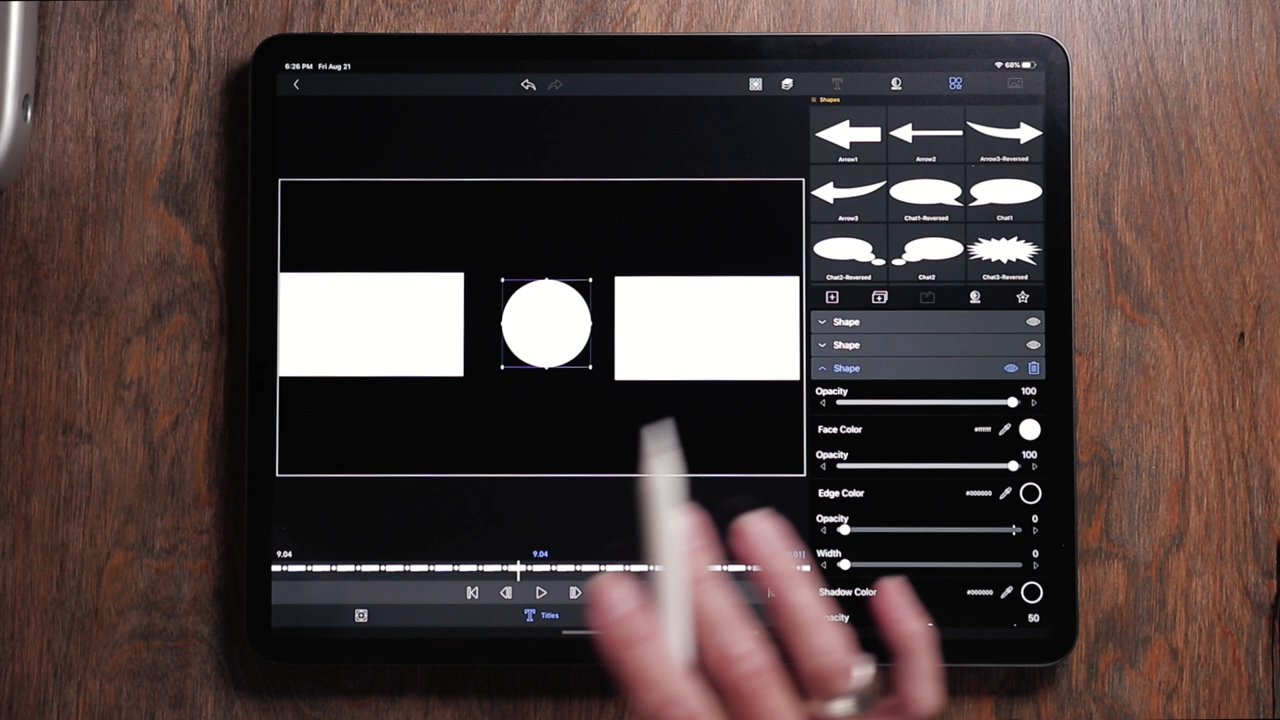 6:26 PM Fri Aug 21
68%
Shapes
Arrow1
Arrow2
Arrow3-Reversed
Arrow3
Chat1-Reversed
Chat1
Chat2-Reversed
Chat2
Chat3-Reversed
Shape
Shape
Shape
Opacity 100
Face Color #ffffff
Opacity 100
Edge Color #000000
Opacity 0
Width 0
Shadow Color #000000
50
9.04
9.04
Titles